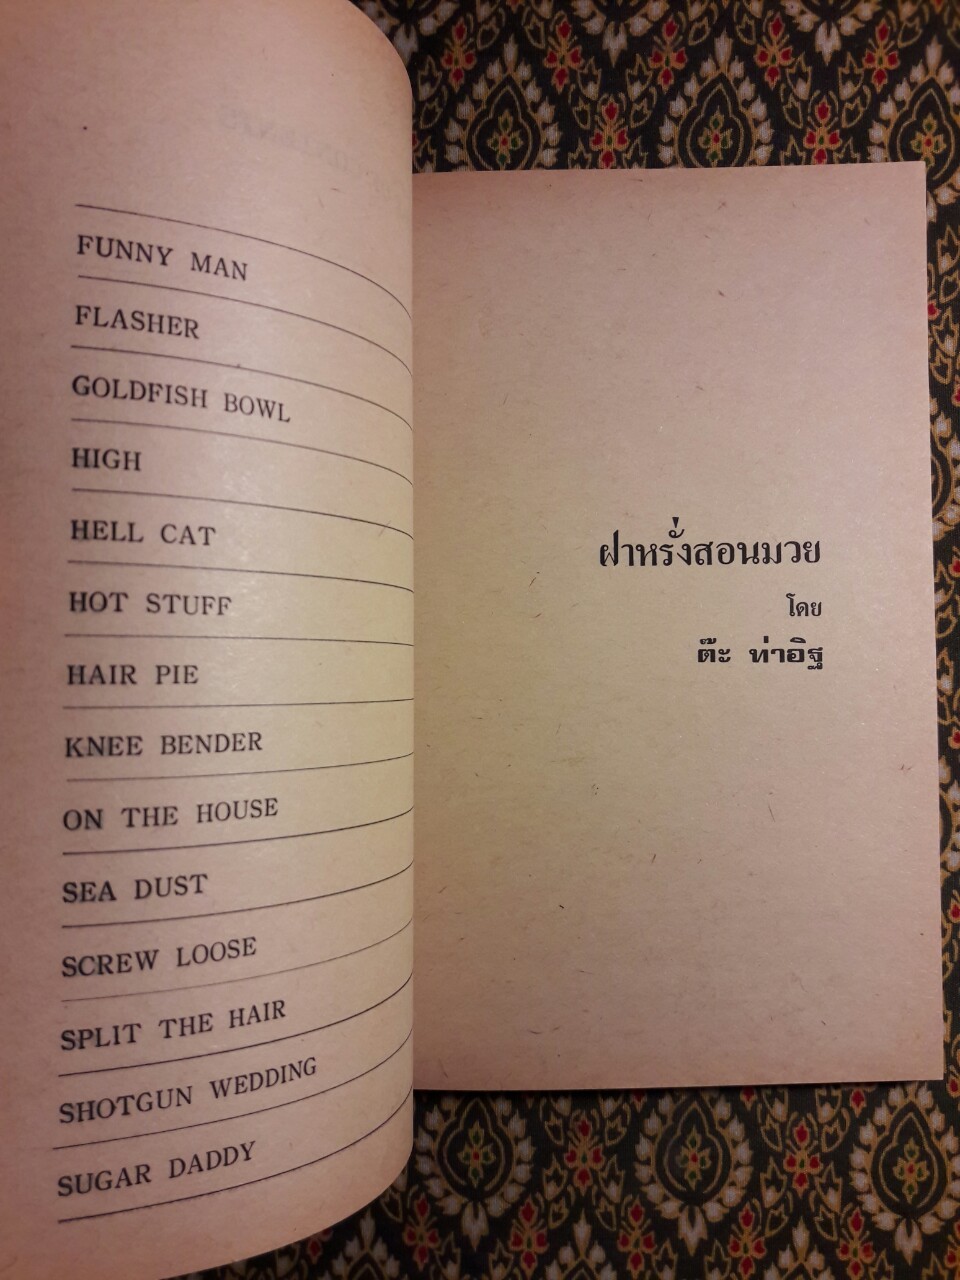 FUNNY MAN
FLASHER
GOLDFISH BOWL
HIGH
HELL CAT
HOT STUFF
HAIR PIE
KNEE BENDER
ON THE HOUSE
SEA DUST
SCREW LOOSE
SPLIT THE HAIR
SHOTGUN WEDDING
SUGAR DADDY
ฝาหรั่งสอนมวย
โดย
ต๊ะ ท่าอิฐ